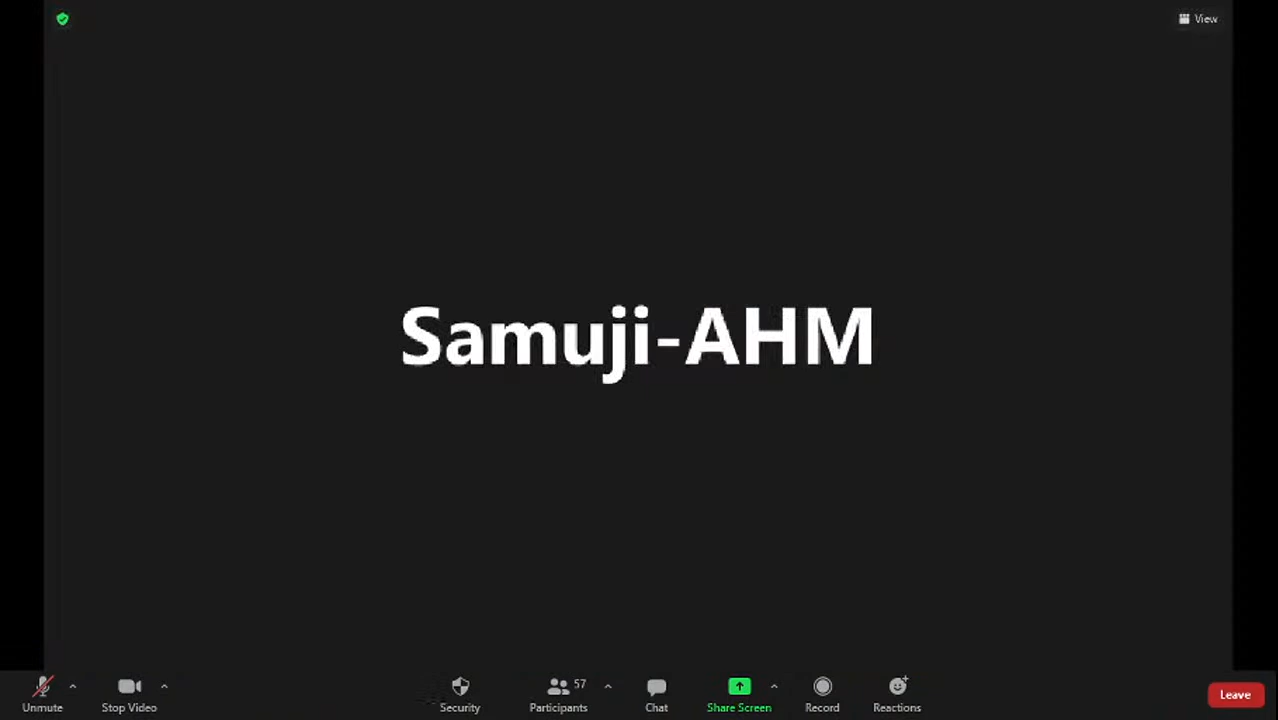 View
Samuji-AHM
57
Unmute
Stop Video
Security
Participants
Chat
Share Screen
Record
Reactions
Leave